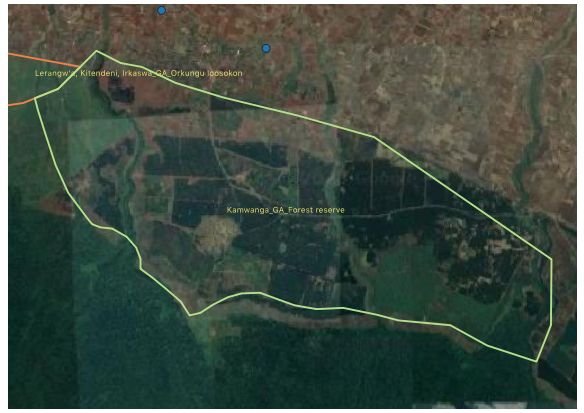 Lerangw'a, Kitendeni, Irkaswa_GA_Orkungu loosokon
Kamwanga_GA_Forest reserve